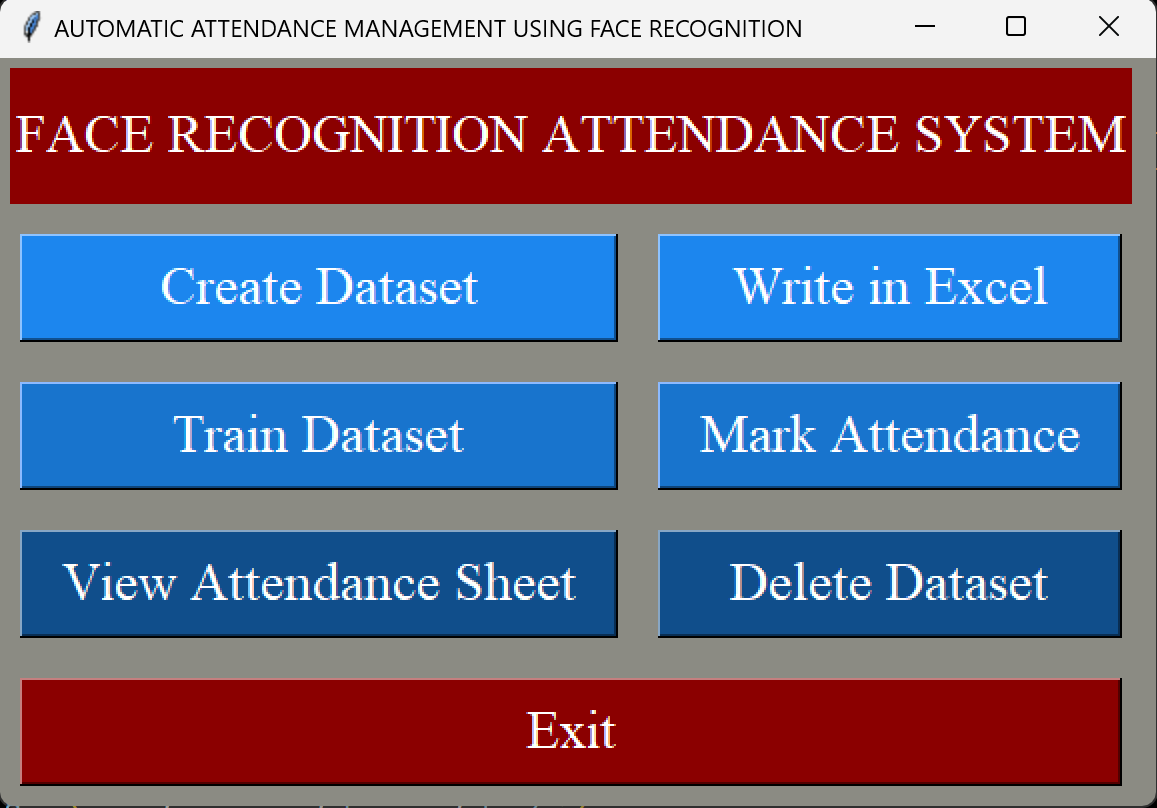 AUTOMATIC ATTENDANCE MANAGEMENT USING FACE RECOGNITION
FACE RECOGNITION ATTENDANCE SYSTEM
Create Dataset
Write in Excel
Train Dataset
Mark Attendance
View Attendance Sheet
Delete Dataset
Exit